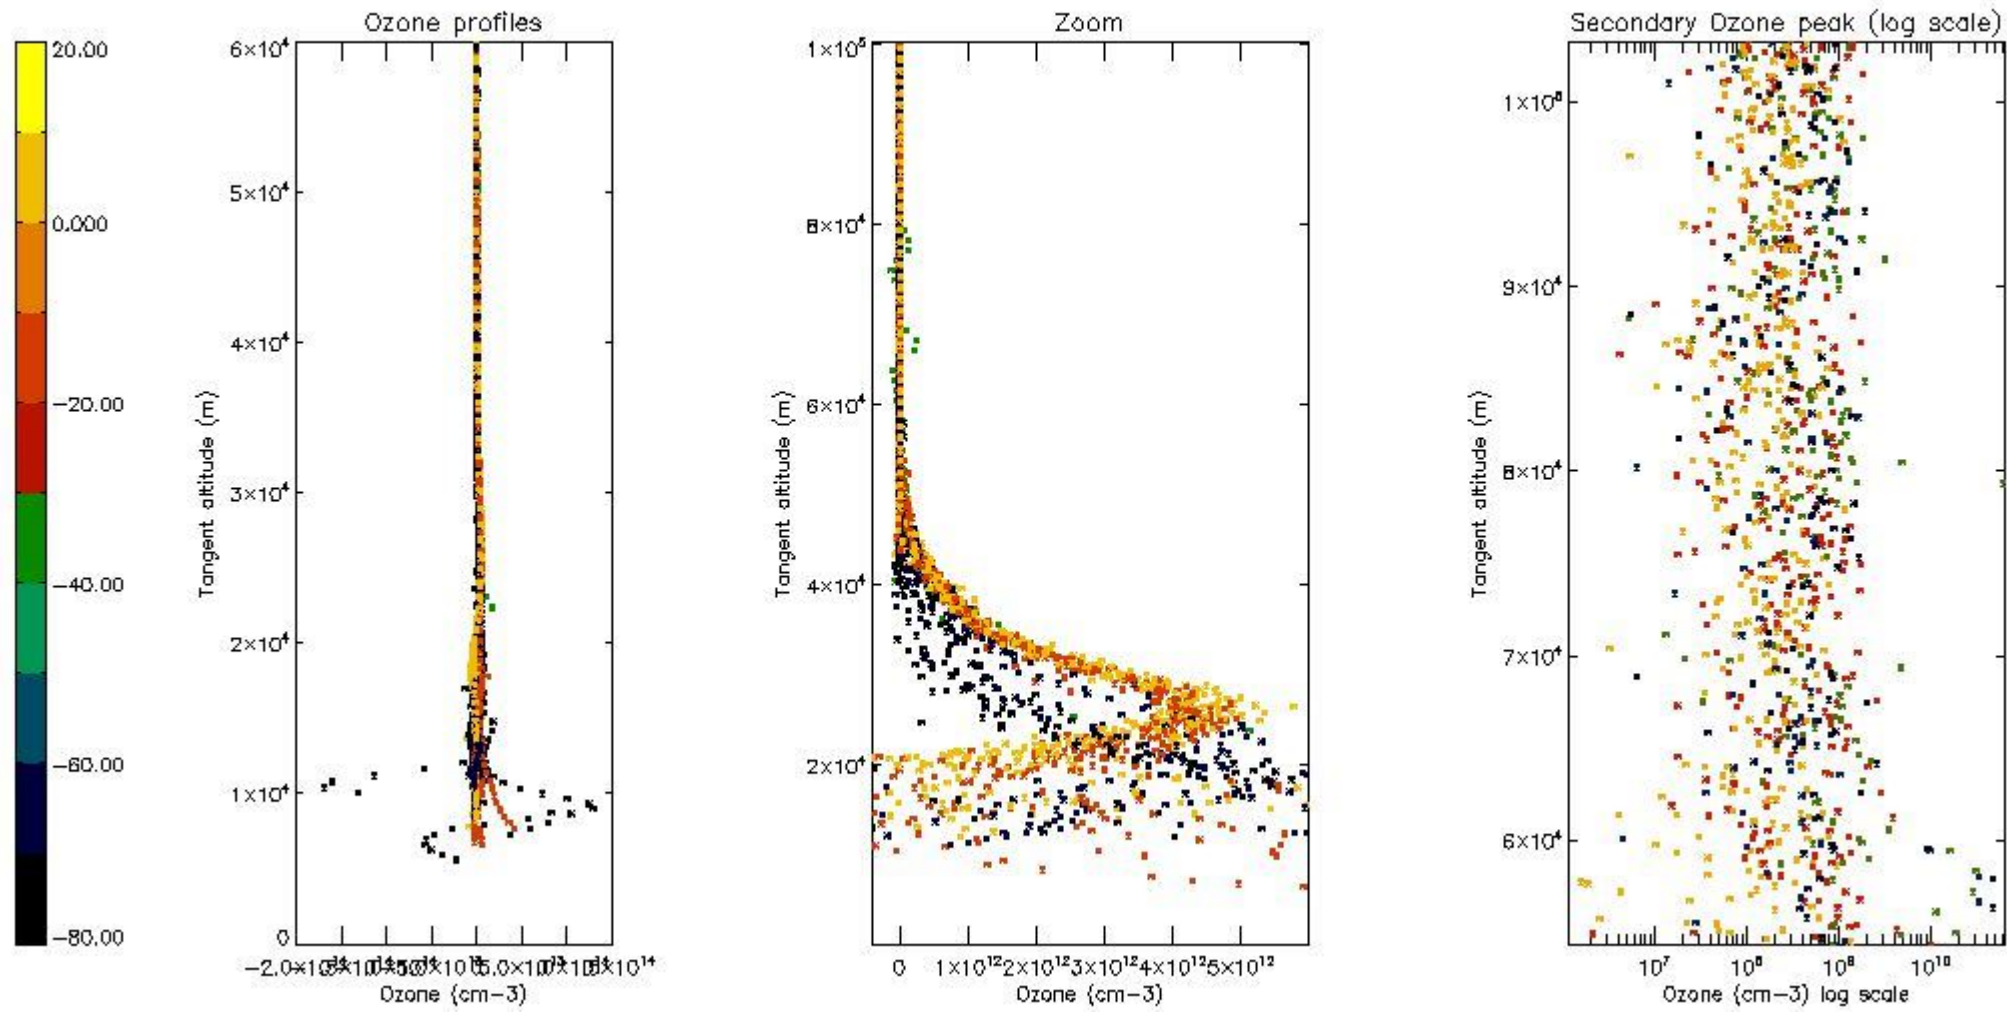 Ozone profiles
Zoom
Secondary Ozone peak (log scale)
20.00
0.000
−20.00
−40.00
−60.00
−80.00
6×10⁴
5×10⁴
4×10⁴
3×10⁴
2×10⁴
1×10⁴
0
Tangent altitude (m)
Ozone (cm−3)
1×10⁵
8×10⁴
6×10⁴
4×10⁴
2×10⁴
Tangent altitude (m)
0 1×10¹² 2×10¹² 3×10¹² 4×10¹² 5×10¹²
Ozone (cm−3)
1×10⁵
9×10⁴
8×10⁴
7×10⁴
6×10⁴
Tangent altitude (m)
10⁷ 10⁸ 10⁹ 10¹⁰
Ozone (cm−3) log scale